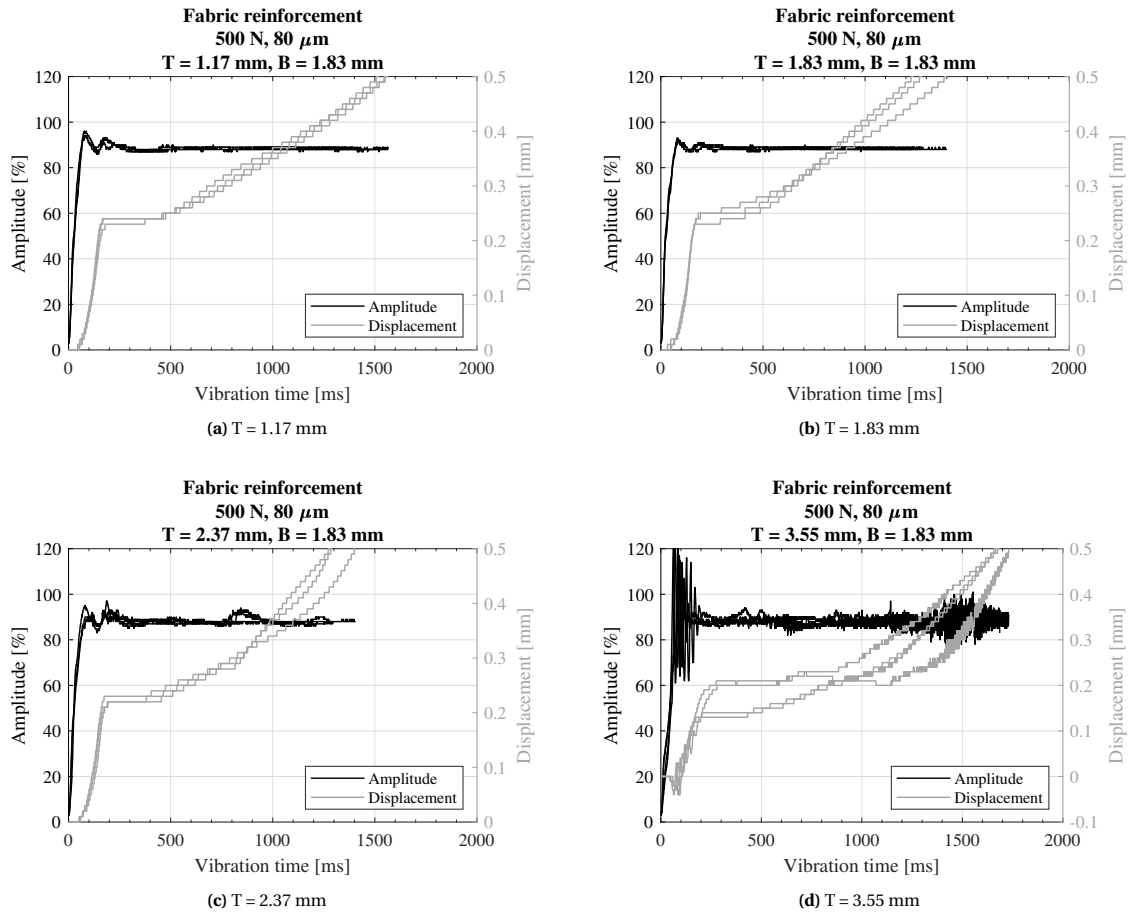 Fabric reinforcement
500 N, 80 μm
T = 1.17 mm, B = 1.83 mm
120
100
80
60
40
20
0
Amplitude [%]
0.5
0.4
0.3
0.2
0.1
0
Displacement [mm]
Amplitude
Displacement
0 500 1000 1500 2000
Vibration time [ms]
(a) T = 1.17 mm
Fabric reinforcement
500 N, 80 μm
T = 1.83 mm, B = 1.83 mm
120
100
80
60
40
20
0
Amplitude [%]
0.5
0.4
0.3
0.2
0.1
0
Displacement [mm]
Amplitude
Displacement
0 500 1000 1500 2000
Vibration time [ms]
(b) T = 1.83 mm
Fabric reinforcement
500 N, 80 μm
T = 2.37 mm, B = 1.83 mm
120
100
80
60
40
20
0
Amplitude [%]
0.5
0.4
0.3
0.2
0.1
0
Displacement [mm]
Amplitude
Displacement
0 500 1000 1500 2000
Vibration time [ms]
(c) T = 2.37 mm
Fabric reinforcement
500 N, 80 μm
T = 3.55 mm, B = 1.83 mm
120
100
80
60
40
20
0
Amplitude [%]
0.5
0.4
0.3
0.2
0.1
0
-0.1
Displacement [mm]
Amplitude
Displacement
0 500 1000 1500 2000
Vibration time [ms]
(d) T = 3.55 mm